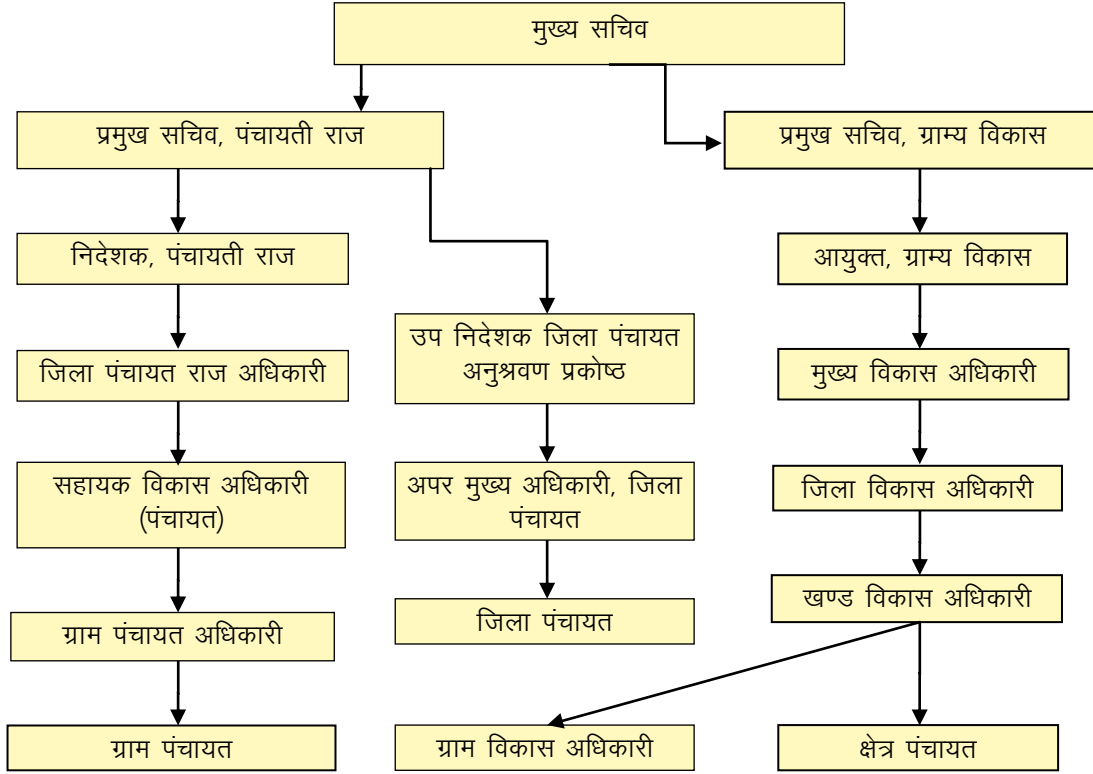 मुख्य सचिव
प्रमुख सचिव, पंचायती राज
प्रमुख सचिव, ग्राम्य विकास
निदेशक, पंचायती राज
आयुक्त, ग्राम्य विकास
उप निदेशक जिला पंचायत
अनुश्रवण प्रकोष्ठ
जिला पंचायत राज अधिकारी
मुख्य विकास अधिकारी
सहायक विकास अधिकारी
(पंचायत)
अपर मुख्य अधिकारी, जिला
पंचायत
जिला विकास अधिकारी
खण्ड विकास अधिकारी
ग्राम पंचायत अधिकारी
जिला पंचायत
ग्राम पंचायत
ग्राम विकास अधिकारी
क्षेत्र पंचायत